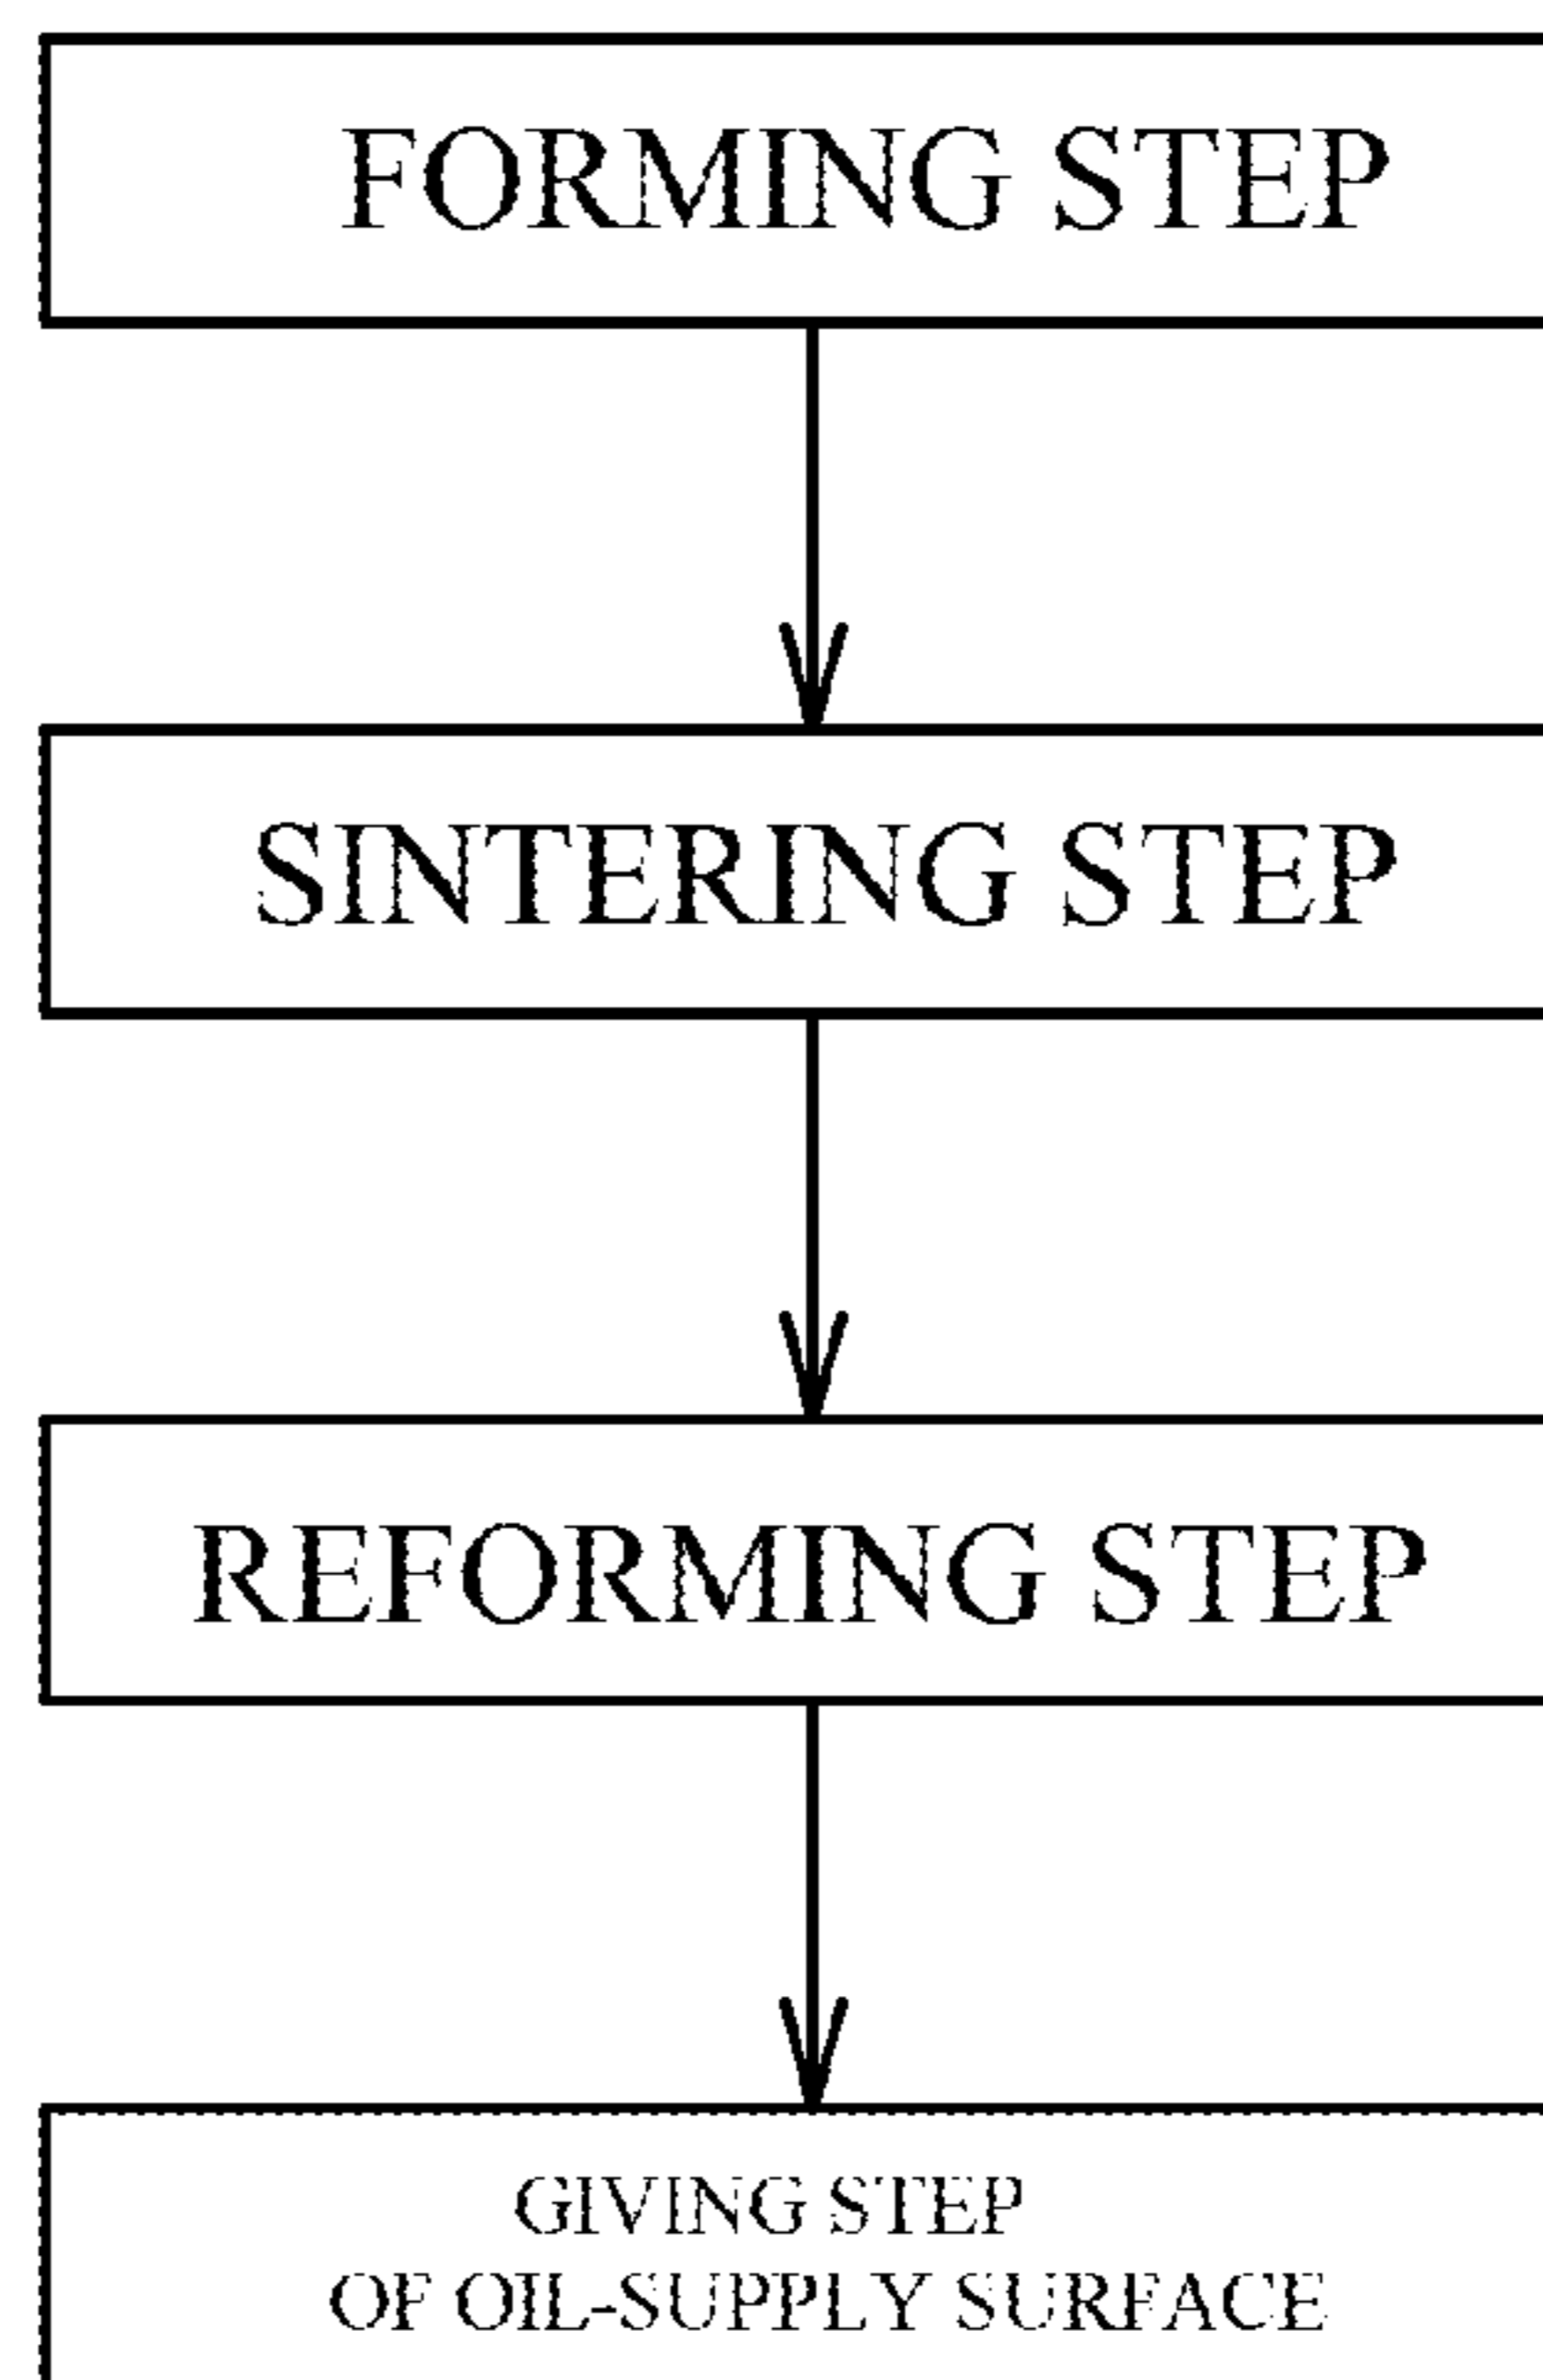 FORMING STEP
SINTERING STEP
REFORMING STEP
GIVING STEP
OF OIL-SUPPLY SURFACE